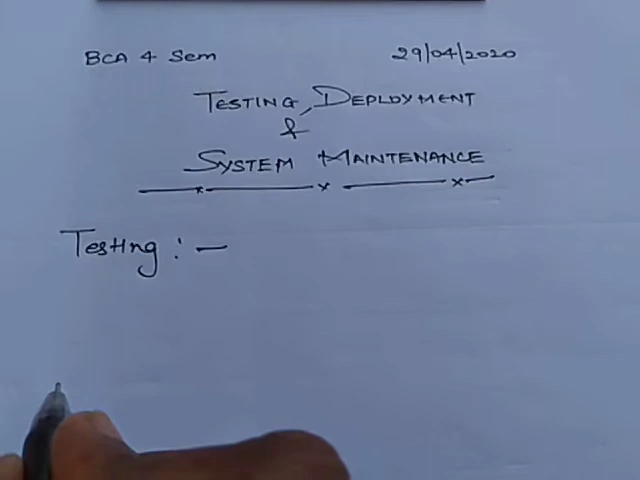 BCA 4 Sem 29/04/2020
TESTING, DEPLOYMENT
&
SYSTEM MAINTENANCE
Testing :-